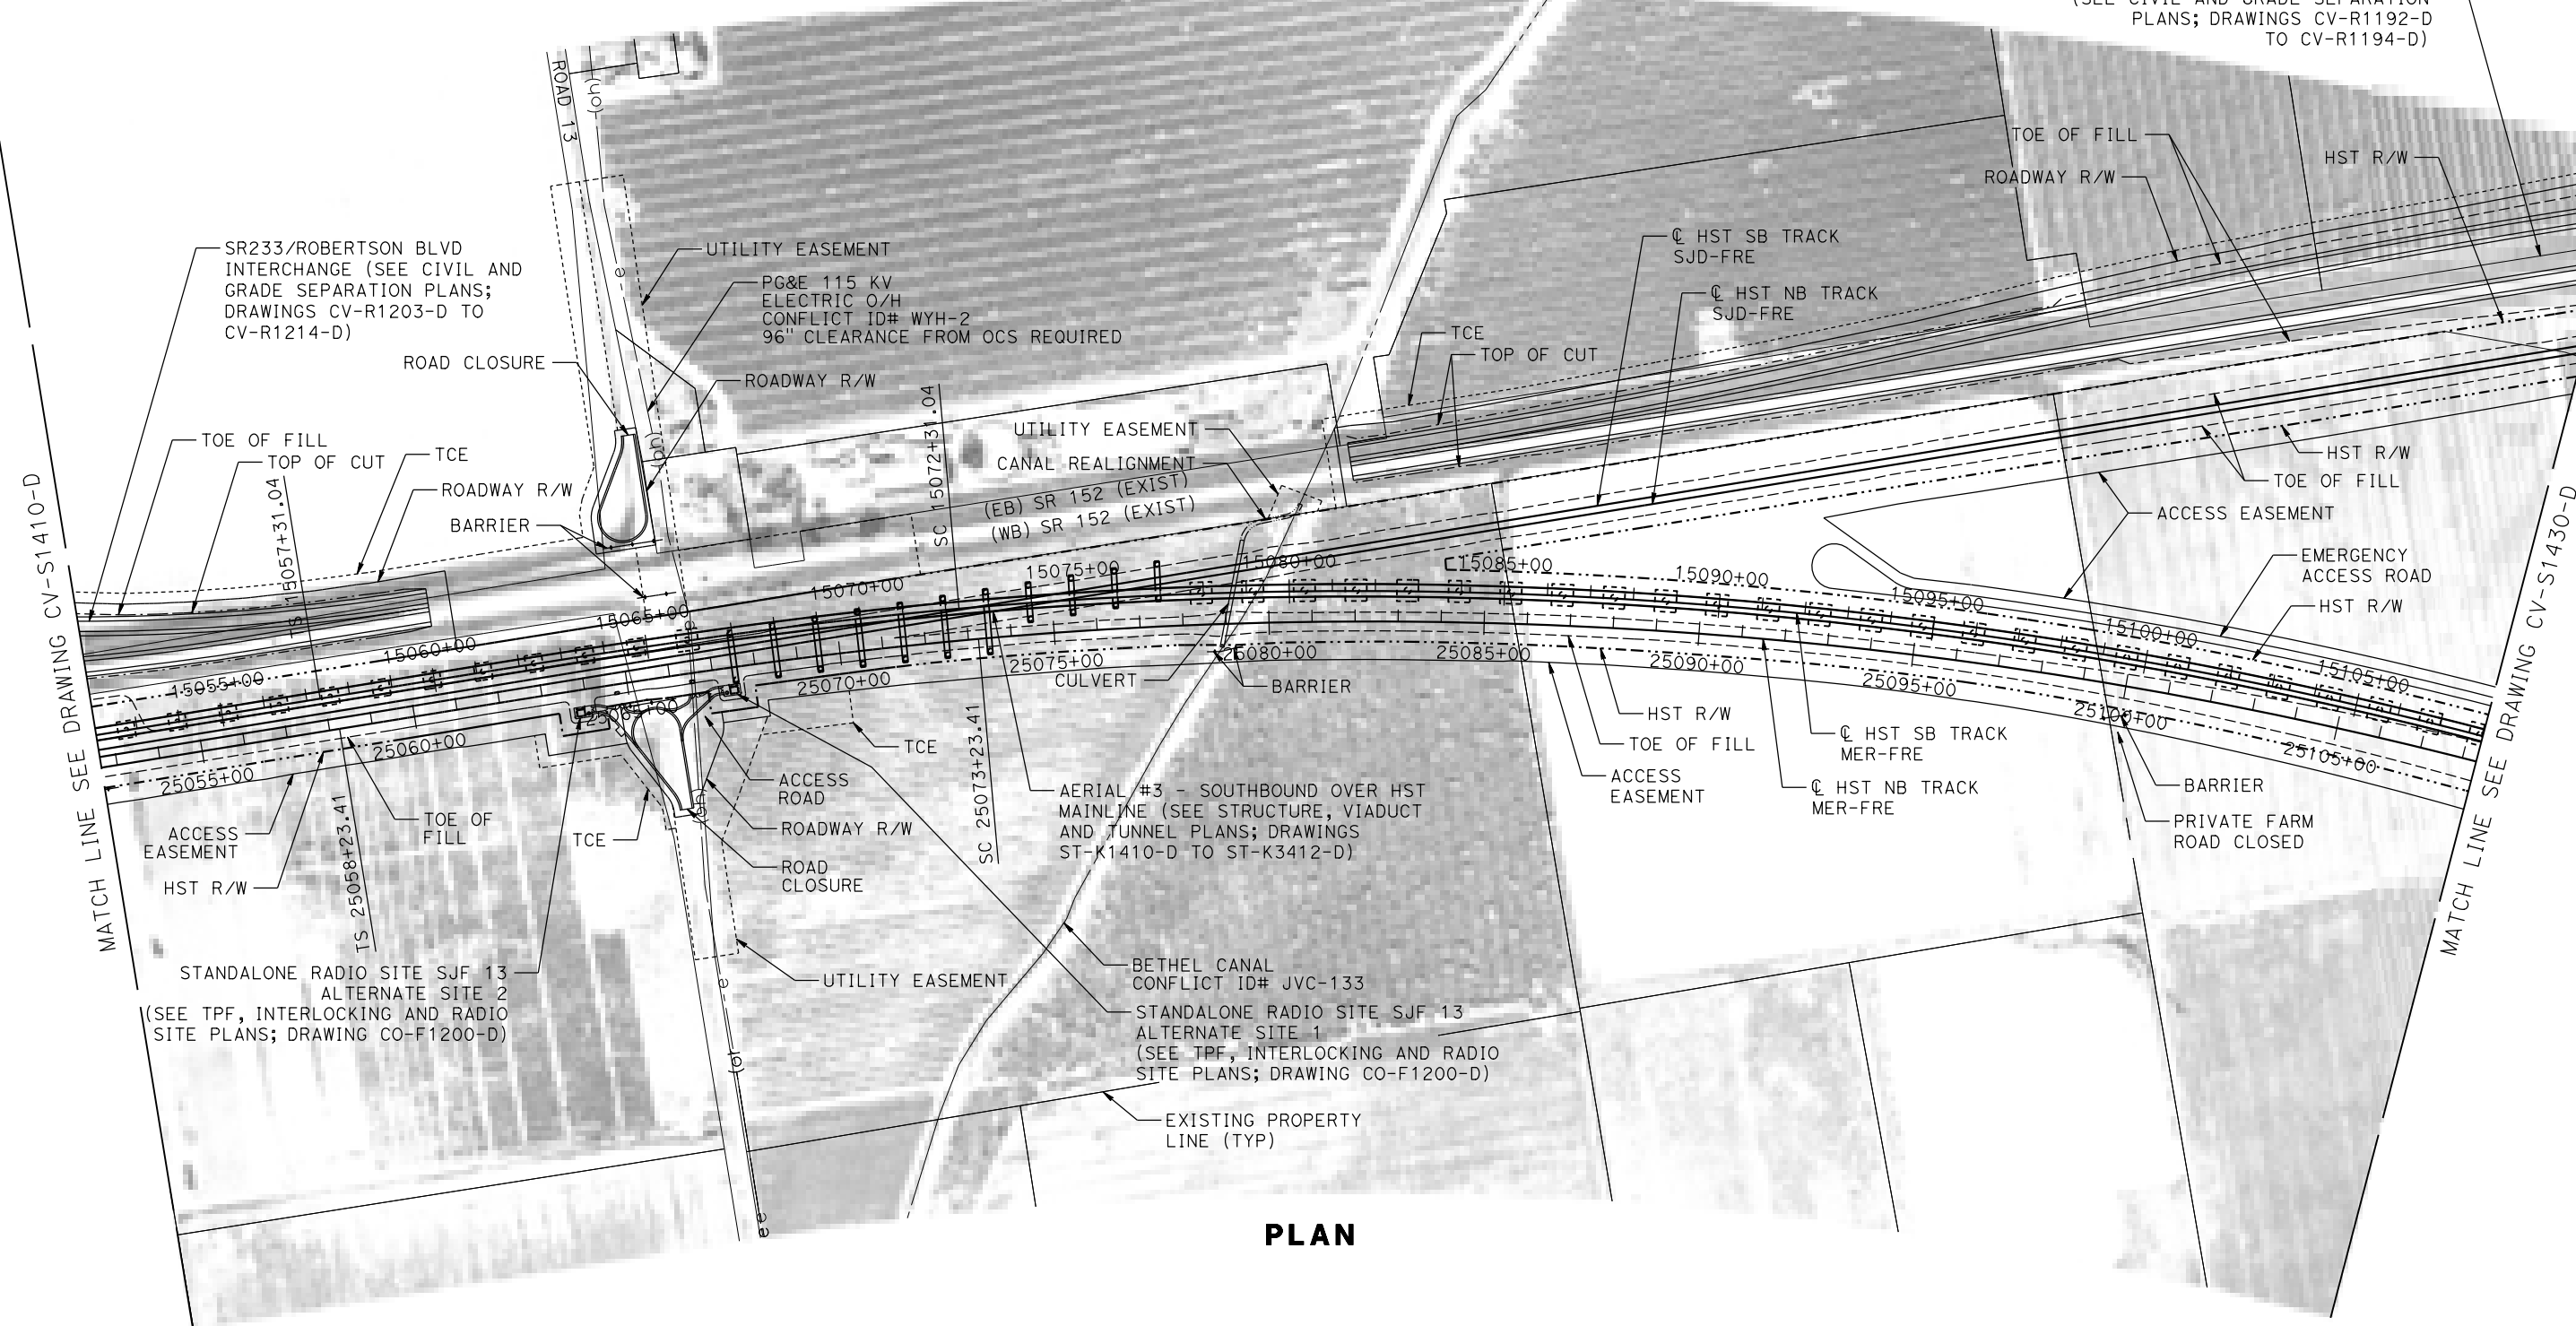 (SEE CIVIL AND GRADE SEPARATION
PLANS; DRAWINGS CV-R1192-D
TO CV-R1194-D)
ROAD 13
(oh)
TOE OF FILL
HST R/W
ROADWAY R/W
SR233/ROBERTSON BLVD
INTERCHANGE (SEE CIVIL AND
GRADE SEPARATION PLANS;
DRAWINGS CV-R1203-D TO
CV-R1214-D)
UTILITY EASEMENT
e
PG&E 115 KV
ELECTRIC O/H
CONFLICT ID# WYH-2
96" CLEARANCE FROM OCS REQUIRED
ROAD CLOSURE
ROADWAY R/W
℄ HST SB TRACK
SJD-FRE
℄ HST NB TRACK
SJD-FRE
TCE
TOP OF CUT
TOE OF FILL
TOP OF CUT
TCE
ROADWAY R/W
BARRIER
(oh)
UTILITY EASEMENT
CANAL REALIGNMENT
(EB) SR 152 (EXIST)
(WB) SR 152 (EXIST)
SC 15072+31.04
TS 15057+31.04
HST R/W
TOE OF FILL
ACCESS EASEMENT
EMERGENCY
ACCESS ROAD
HST R/W
MATCH LINE SEE DRAWING CV-S1410-D
MATCH LINE SEE DRAWING CV-S1430-D
15055+00
15060+00
15065+00
15070+00
15075+00
15080+00
15085+00
15090+00
15095+00
15100+00
15105+00
25055+00
25060+00
25065+00
25070+00
25075+00
25080+00
25085+00
25090+00
25095+00
25100+00
25105+00
CULVERT
BARRIER
HST R/W
TOE OF FILL
ACCESS
EASEMENT
℄ HST SB TRACK
MER-FRE
℄ HST NB TRACK
MER-FRE
BARRIER
PRIVATE FARM
ROAD CLOSED
TCE
ACCESS
ROAD
ROADWAY R/W
ROAD
CLOSURE
(oh)
AERIAL #3 - SOUTHBOUND OVER HST
MAINLINE (SEE STRUCTURE, VIADUCT
AND TUNNEL PLANS; DRAWINGS
ST-K1410-D TO ST-K3412-D)
SC 25073+23.41
TS 25058+23.41
ACCESS
EASEMENT
HST R/W
TOE OF
FILL
TCE
STANDALONE RADIO SITE SJF 13
ALTERNATE SITE 2
(SEE TPF, INTERLOCKING AND RADIO
SITE PLANS; DRAWING CO-F1200-D)
UTILITY EASEMENT
e
BETHEL CANAL
CONFLICT ID# JVC-133
STANDALONE RADIO SITE SJF 13
ALTERNATE SITE 1
(SEE TPF, INTERLOCKING AND RADIO
SITE PLANS; DRAWING CO-F1200-D)
EXISTING PROPERTY
LINE (TYP)
e
e
PLAN